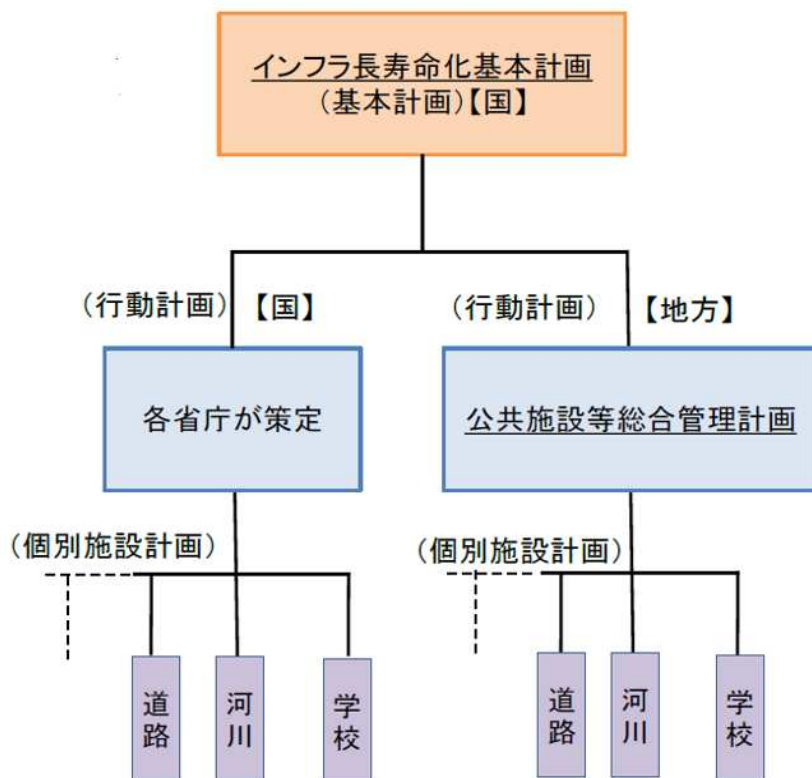 インフラ長寿命化基本計画
(基本計画)【国】
(行動計画)【国】
(行動計画)【地方】
各省庁が策定
公共施設等総合管理計画
(個別施設計画)
(個別施設計画)
道路
河川
学校
道路
河川
学校